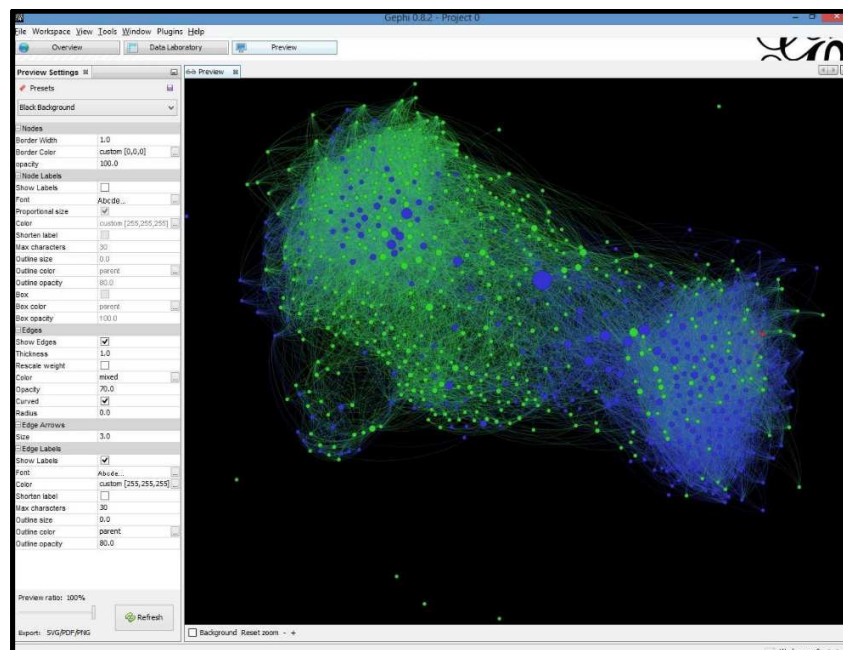 Gephi 0.8.2 - Project 0
File Workspace View Tools Window Plugins Help
Overview Data Laboratory Preview
Preview Settings Preview
Presets
Black Background
Nodes
Border Width 1.0
Border Color custom [0,0,0] ...
opacity 100.0
Node Labels
Show Labels
Font Abcde... ...
Proportional size
Color custom [255,255,255] ...
Shorten label
Max characters 30
Outline size 0.0
Outline color parent ...
Outline opacity 80.0
Box
Box color parent ...
Box opacity 100.0
Edges
Show Edges
Thickness 1.0
Rescale weight
Color mixed ...
Opacity 70.0
Curved
Radius 0.0
Edge Arrows
Size 3.0
Edge Labels
Show Labels
Font Abcde... ...
Color custom [255,255,255] ...
Shorten label
Max characters 30
Outline size 0.0
Outline color parent ...
Outline opacity 80.0
Preview ratio: 100%
Refresh
Export: SVG/PDF/PNG
Background Reset zoom - +